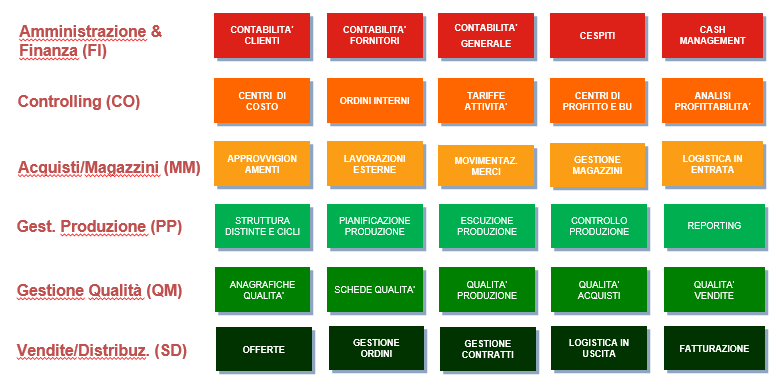 Amministrazione &
Finanza (FI)
CONTABILITA'
CLIENTI
CONTABILITA'
FORNITORI
CONTABILITA'
GENERALE
CESPITI
CASH
MANAGEMENT
Controlling (CO)
CENTRI DI
COSTO
ORDINI INTERNI
TARIFFE
ATTIVITA'
CENTRI DI
PROFITTO E BU
ANALISI
PROFITTABILITA'
Acquisti/Magazzini (MM)
APPROVVIGION
AMENTI
LAVORAZIONI
ESTERNE
MOVIMENTAZ.
MERCI
GESTIONE
MAGAZZINI
LOGISTICA IN
ENTRATA
Gest. Produzione (PP)
STRUTTURA
DISTINTE E CICLI
PIANIFICAZIONE
PRODUZIONE
ESCUZIONE
PRODUZIONE
CONTROLLO
PRODUZIONE
REPORTING
Gestione Qualità (QM)
ANAGRAFICHE
QUALITA'
SCHEDE QUALITA'
QUALITA'
PRODUZIONE
QUALITA'
ACQUISTI
QUALITA'
VENDITE
Vendite/Distribuz. (SD)
OFFERTE
GESTIONE
ORDINI
GESTIONE
CONTRATTI
LOGISTICA IN
USCITA
FATTURAZIONE